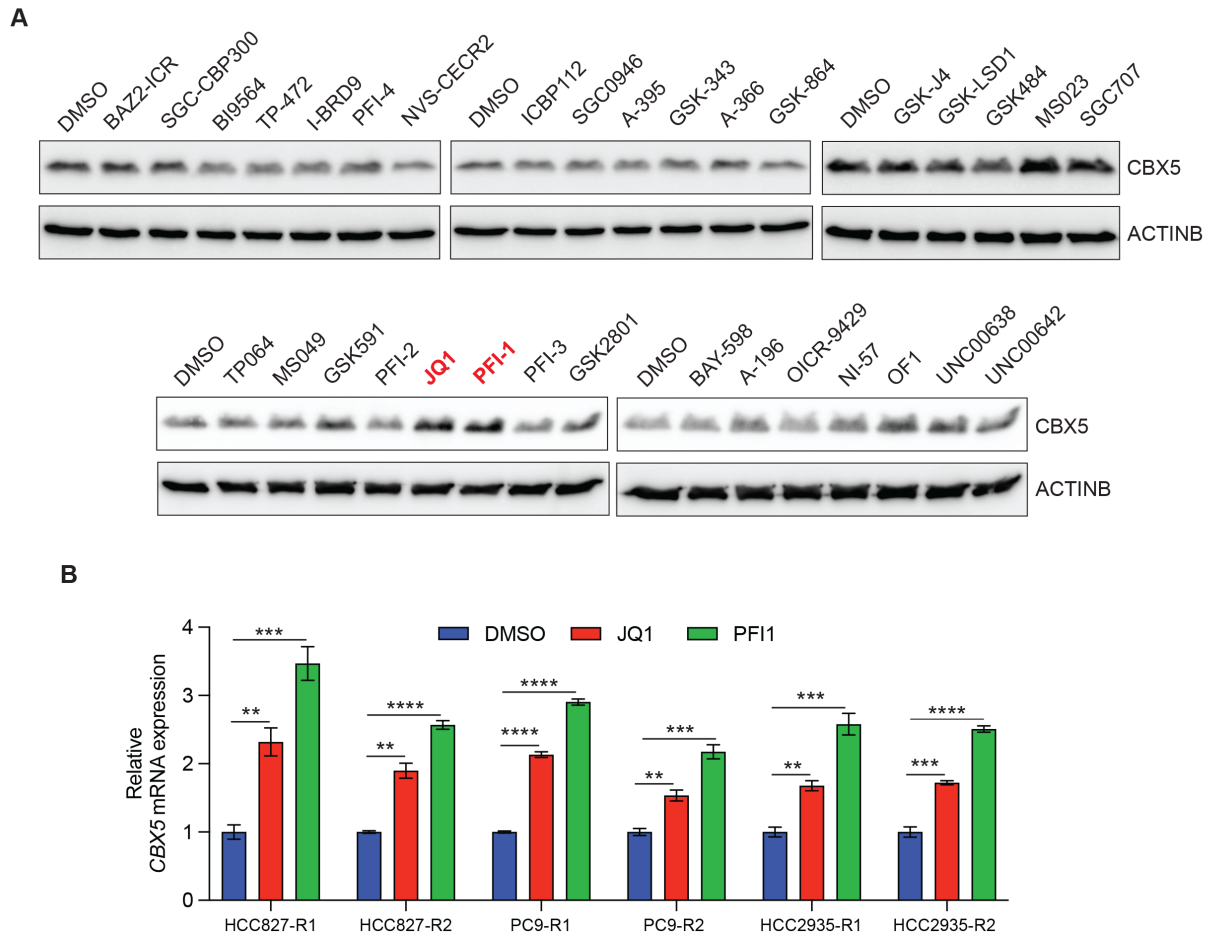 A
DMSO BAZ2-ICR SGC-CBP300 BI9564 TP-472 I-BRD9 PFI-4 NVS-CECR2 DMSO ICBP112 SGC0946 A-395 GSK-343 A-366 GSK-864 DMSO GSK-J4 GSK-LSD1 GSK484 MS023 SGC707
CBX5
ACTINB
DMSO TP064 MS049 GSK591 PFI-2 JQ1 PFI-1 PFI-3 GSK2801 DMSO BAY-598 A-196 OICR-9429 NI-57 OF1 UNC00638 UNC00642
CBX5
ACTINB
B
Relative
CBX5 mRNA expression
4
3
2
1
0
DMSO JQ1 PFI1
*** ** **** ** **** **** *** ** *** ** **** ***
HCC827-R1 HCC827-R2 PC9-R1 PC9-R2 HCC2935-R1 HCC2935-R2